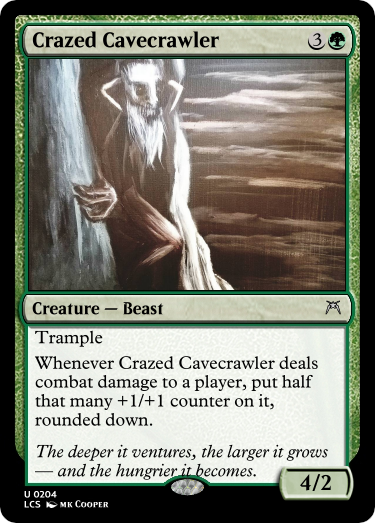 Crazed Cavecrawler 3
Creature — Beast
Trample
Whenever Crazed Cavecrawler deals
combat damage to a player, put half
that many +1/+1 counter on it,
rounded down.
The deeper it ventures, the larger it grows
— and the hungrier it becomes.
4/2
U 0204
LCS MK COOPER